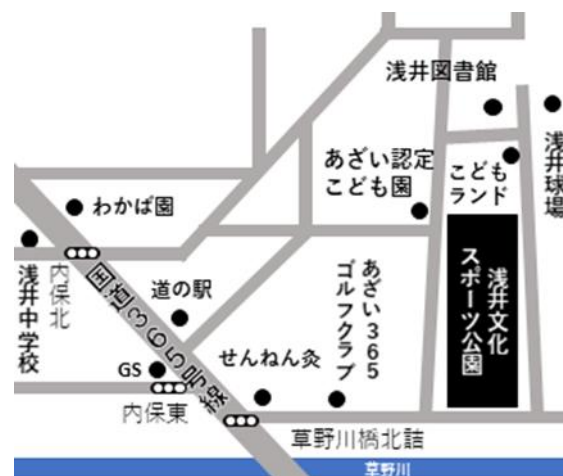 浅井図書館
あざい認定
こども園
こども
ランド
浅井球場
わかば園
浅井中学校
内保北
国道365号線
道の駅
あざい365
ゴルフクラブ
浅井文化
スポーツ公園
せんねん灸
GS
内保東
草野川橋北詰
草野川